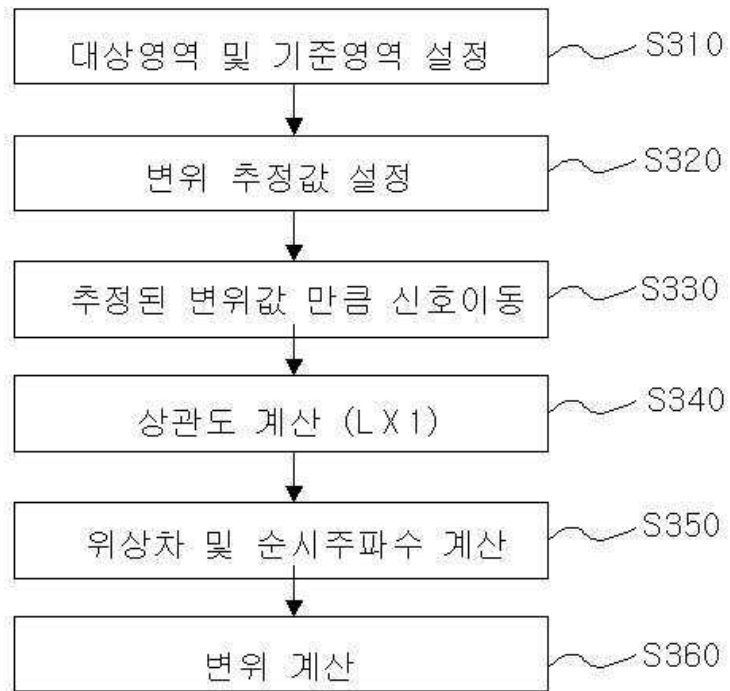 대상영역 및 기준영역 설정 S310
변위 추정값 설정 S320
추정된 변위값 만큼 신호이동 S330
상관도 계산 (L X 1) S340
위상차 및 순시주파수 계산 S350
변위 계산 S360